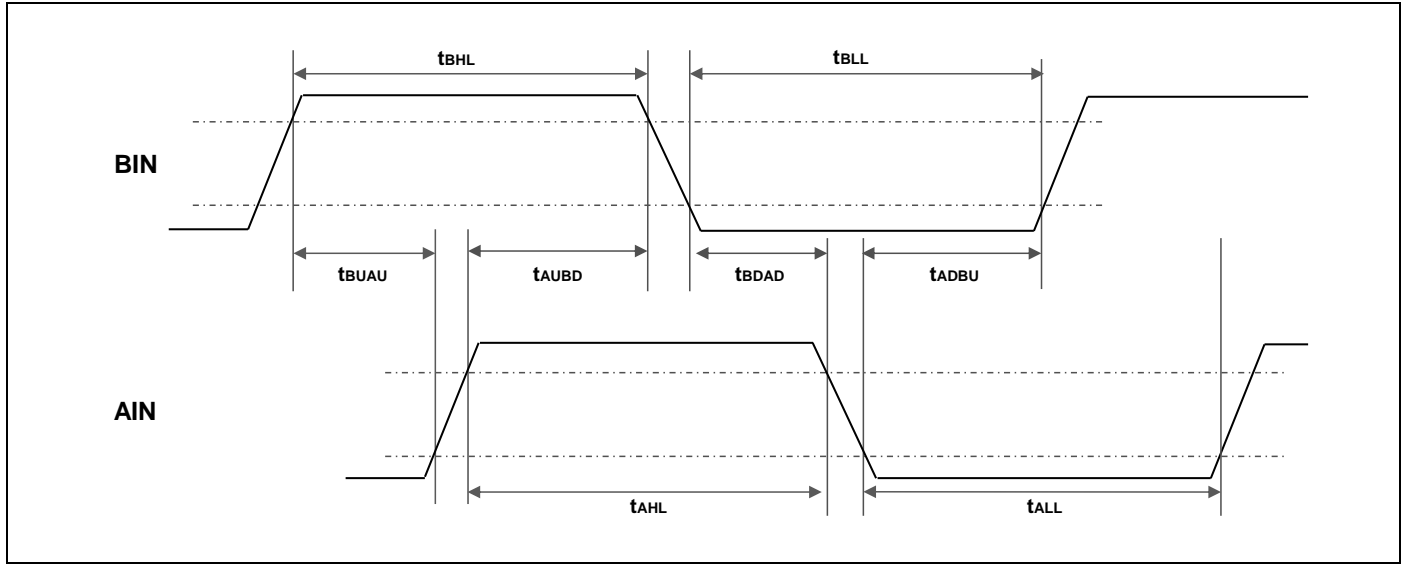 tBHL
tBLL
BIN
tBUAU
tAUBD
tBDAD
tADBU
AIN
tAHL
tALL